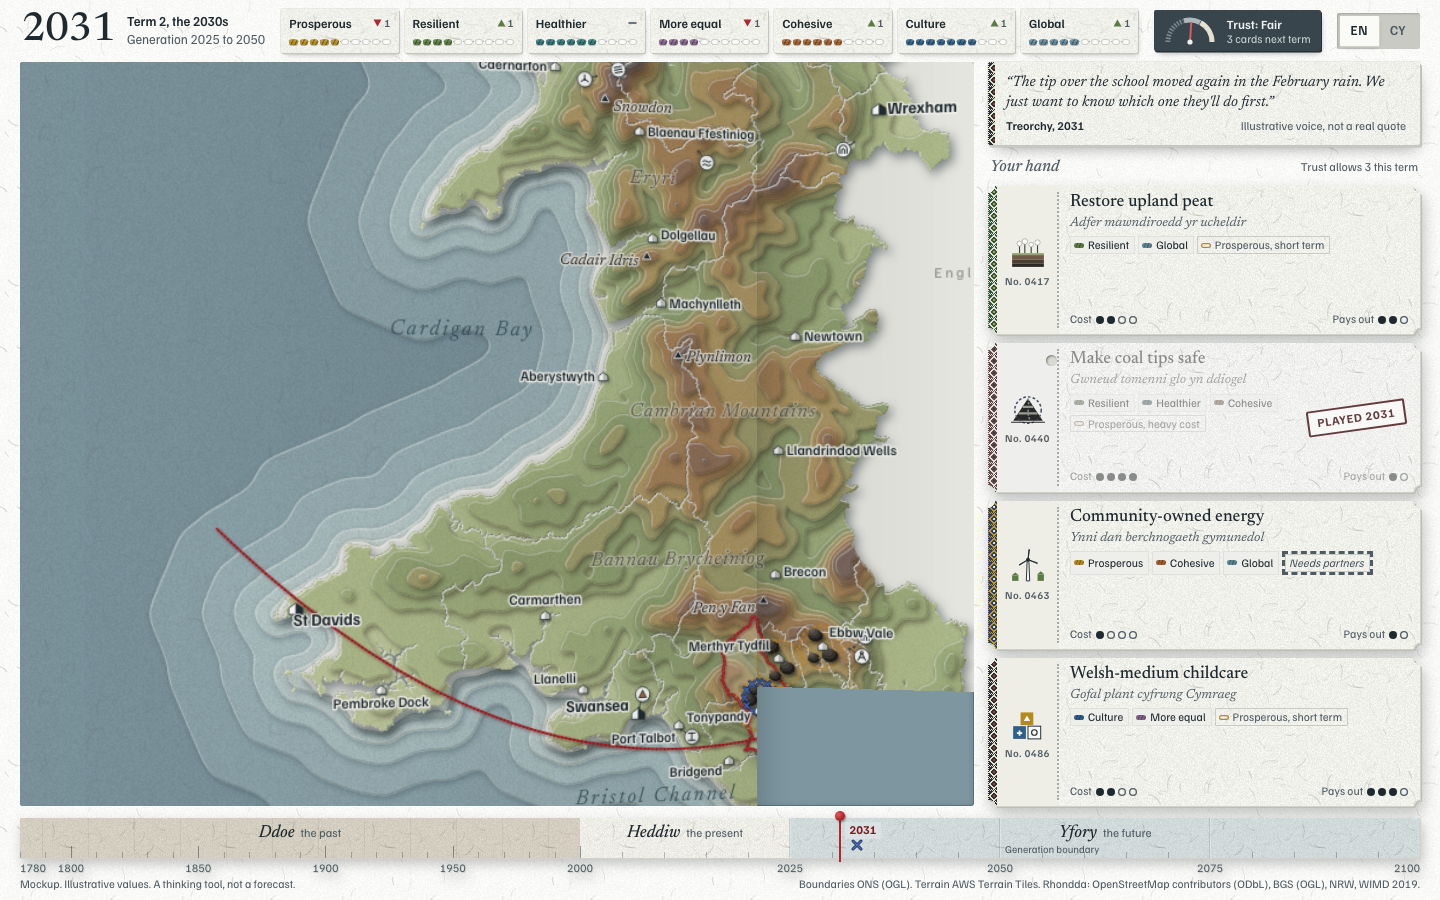 2031
Term 2, the 2030s
Generation 2025 to 2050
Prosperous 1
Resilient 1
Healthier –
More equal 1
Cohesive 1
Culture 1
Global 1
Trust: Fair
3 cards next term
EN CY
Caernarfon
Snowdon
Wrexham
Blaenau Ffestiniog
Eryri
Dolgellau
Cadair Idris
Engl
Machynlleth
Cardigan Bay
Newtown
Plynlimon
Aberystwyth
Cambrian Mountains
Llandrindod Wells
Bannau Brycheiniog
Brecon
Carmarthen
Pen y Fan
St Davids
Ebbw Vale
Merthyr Tydfil
Llanelli
Pembroke Dock
Swansea
Tonypandy
Port Talbot
Bridgend
Bristol Channel
“The tip over the school moved again in the February rain. We
just want to know which one they'll do first.”
Treorchy, 2031
Illustrative voice, not a real quote
Your hand
Trust allows 3 this term
Restore upland peat
Adfer mawndiroedd yr ucheldir
Resilient Global Prosperous, short term
No. 0417
Cost
Pays out
Make coal tips safe
Gwneud tomenni glo yn ddiogel
Resilient Healthier Cohesive
Prosperous, heavy cost
PLAYED 2031
No. 0440
Cost
Pays out
Community-owned energy
Ynni dan berchnogaeth gymunedol
Prosperous Cohesive Global Needs partners
No. 0463
Cost
Pays out
Welsh-medium childcare
Gofal plant cyfrwng Cymraeg
Culture More equal Prosperous, short term
No. 0486
Cost
Pays out
Ddoe the past
Heddiw the present
2031
Yfory the future
Generation boundary
1780 1800 1850 1900 1950 2000 2025 2050 2075 2100
Mockup. Illustrative values. A thinking tool, not a forecast.
Boundaries ONS (OGL). Terrain AWS Terrain Tiles. Rhondda: OpenStreetMap contributors (ODbL), BGS (OGL), NRW, WIMD 2019.